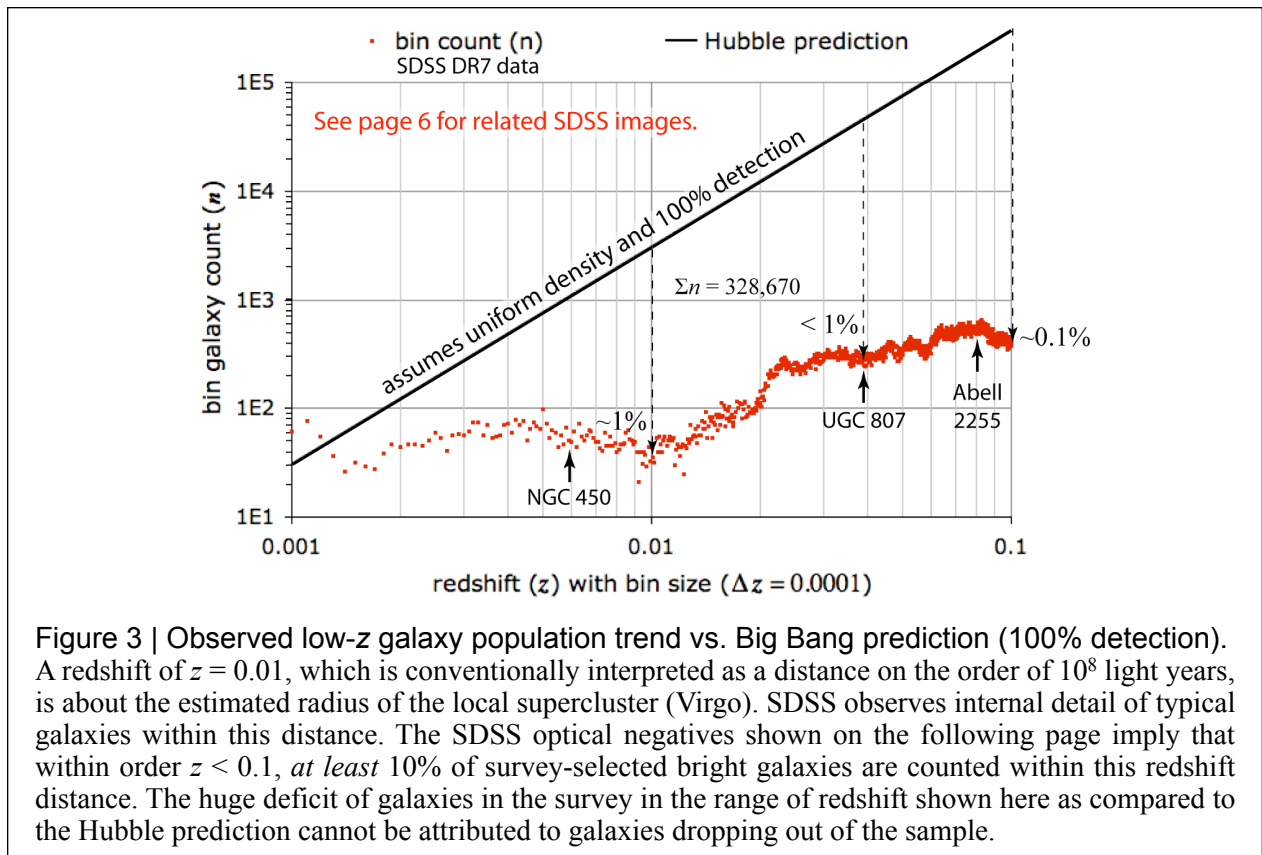 bin count (n)
SDSS DR7 data
Hubble prediction
1E5
See page 6 for related SDSS images.
1E4
assumes uniform density and 100% detection
bin galaxy count (n)
Σn = 328,670
1E3
< 1%
~0.1%
Abell
2255
UGC 807
1E2
~1%
NGC 450
1E1
0.001
0.01
0.1
redshift (z) with bin size (Δz = 0.0001)
Figure 3 | Observed low-z galaxy population trend vs. Big Bang prediction (100% detection).
A redshift of z = 0.01, which is conventionally interpreted as a distance on the order of 10⁸ light years,
is about the estimated radius of the local supercluster (Virgo). SDSS observes internal detail of typical
galaxies within this distance. The SDSS optical negatives shown on the following page imply that
within order z < 0.1, at least 10% of survey-selected bright galaxies are counted within this redshift
distance. The huge deficit of galaxies in the survey in the range of redshift shown here as compared to
the Hubble prediction cannot be attributed to galaxies dropping out of the sample.